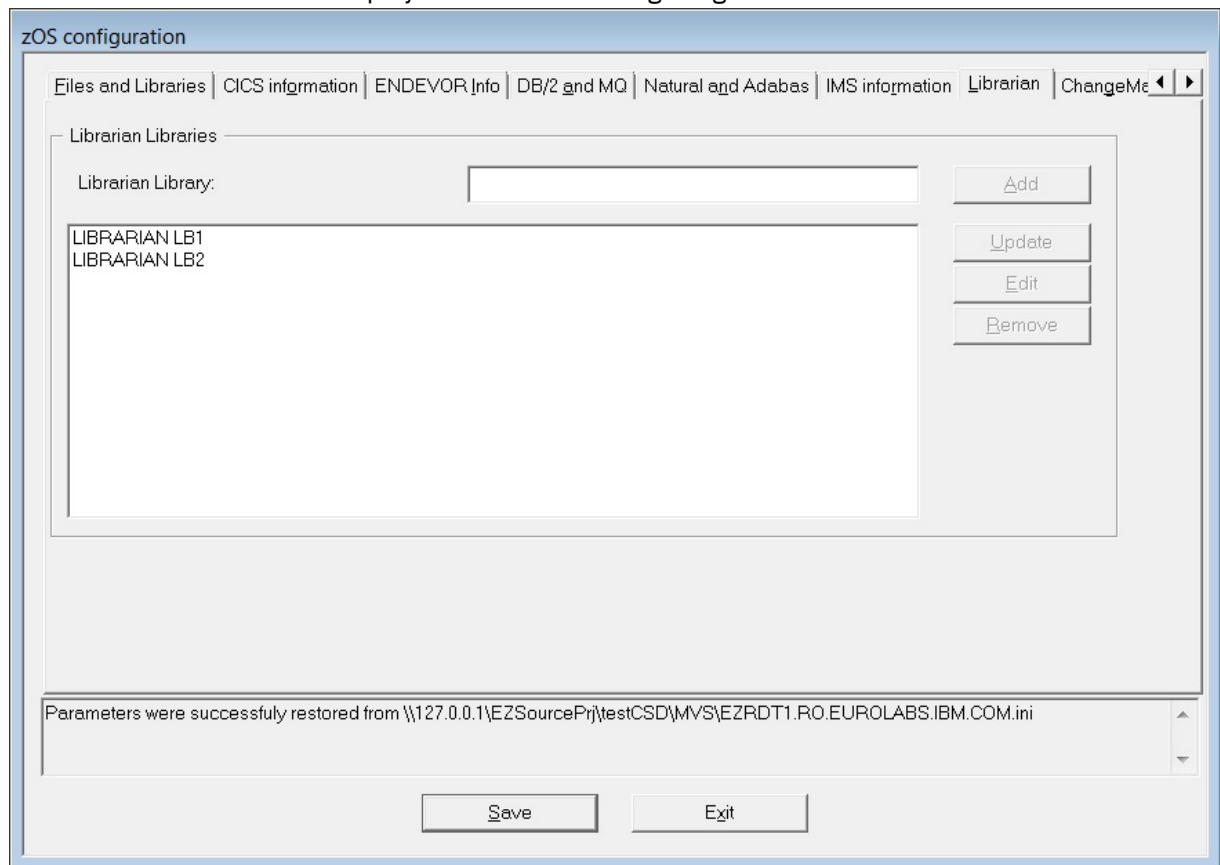 zOS configuration
Files and Libraries CICS information ENDEVOR Info DB/2 and MQ Natural and Adabas IMS information Librarian ChangeMa
Librarian Libraries
Librarian Library:
Add
LIBRARIAN LB1
LIBRARIAN LB2
Update
Edit
Remove
Parameters were successfuly restored from \\127.0.0.1\EZSourcePrj\testCSD\MVS\EZRDT1.RO.EUROLABS.IBM.COM.ini
Save Exit